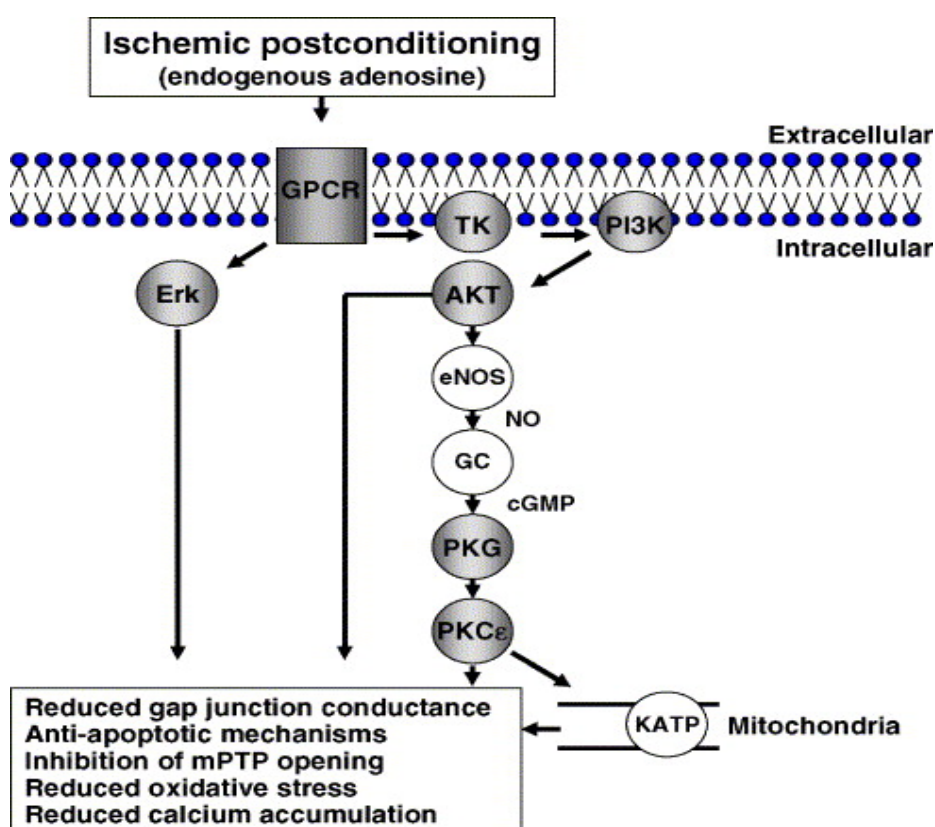 Ischemic postconditioning
(endogenous adenosine)
Extracellular
GPCR
TK
PI3K
Intracellular
Erk
AKT
eNOS
NO
GC
cGMP
PKG
PKCε
Reduced gap junction conductance
Anti-apoptotic mechanisms
Inhibition of mPTP opening
Reduced oxidative stress
Reduced calcium accumulation
KATP
Mitochondria